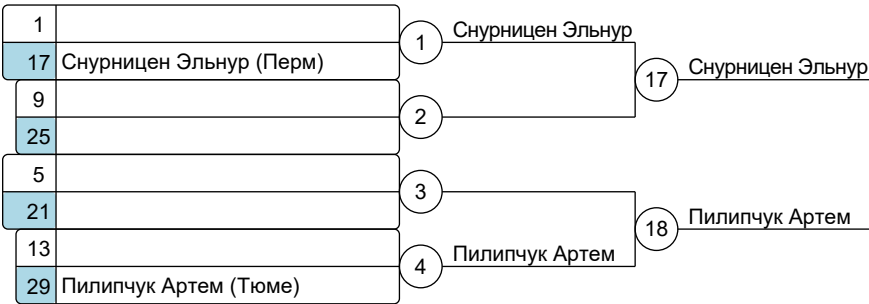 1
17 Снурницен Эльнур (Перм)
1
Снурницен Эльнур
17
Снурницен Эльнур
9
25
2
5
21
3
18
Пилипчук Артем
13
29 Пилипчук Артем (Тюме)
4
Пилипчук Артем